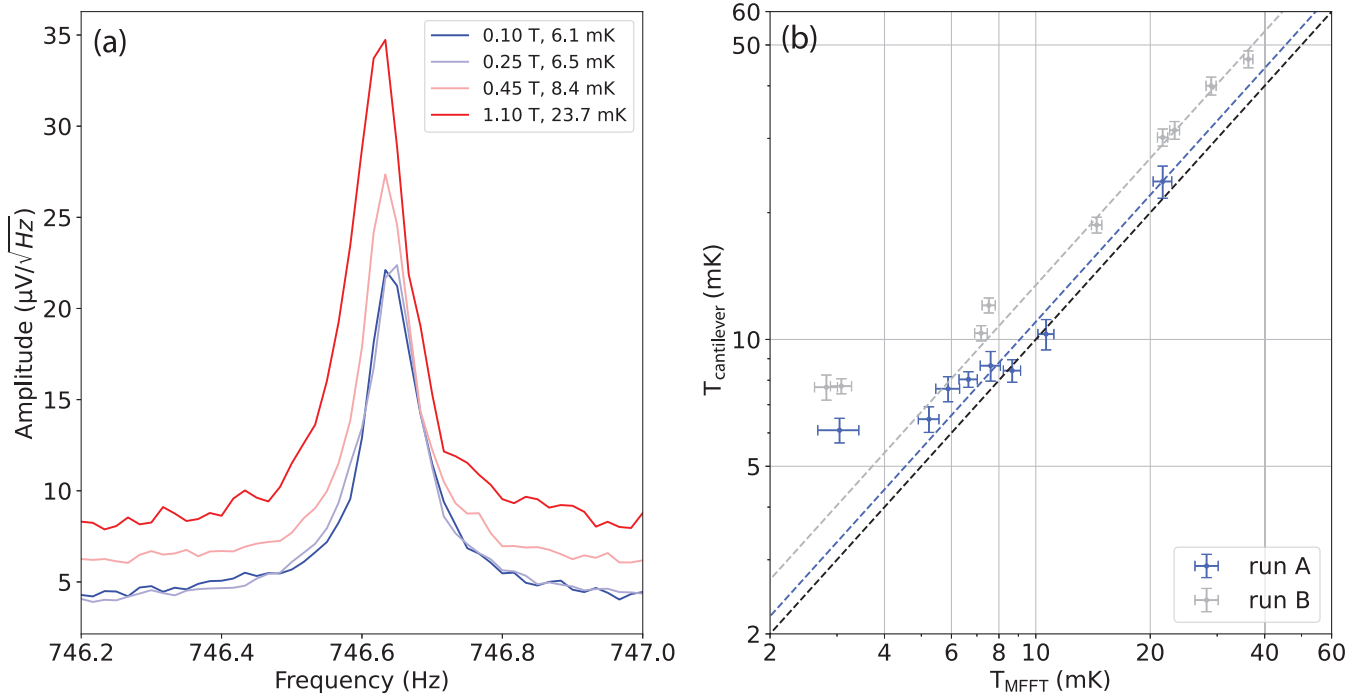 (a)
0.10 T, 6.1 mK
0.25 T, 6.5 mK
0.45 T, 8.4 mK
1.10 T, 23.7 mK
Amplitude (µV/√Hz)
35
30
25
20
15
10
5
746.2 746.4 746.6 746.8 747.0
Frequency (Hz)
(b)
T_cantilever (mK)
60
50
20
10
5
2
run A
run B
2 4 6 8 10 20 40 60
T_MFFT (mK)